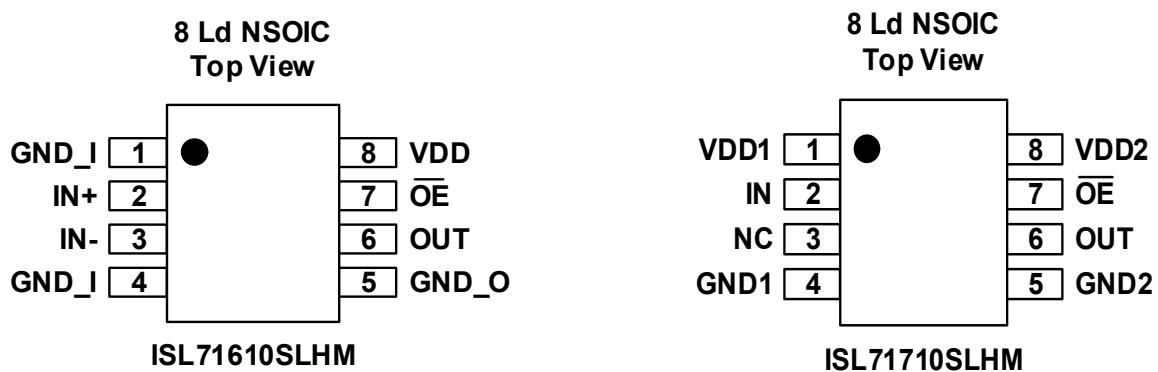 8 Ld NSOIC
Top View
GND_I 1 8 VDD
IN+ 2 7 O̅E̅
IN- 3 6 OUT
GND_I 4 5 GND_O
ISL71610SLHM
8 Ld NSOIC
Top View
VDD1 1 8 VDD2
IN 2 7 O̅E̅
NC 3 6 OUT
GND1 4 5 GND2
ISL71710SLHM